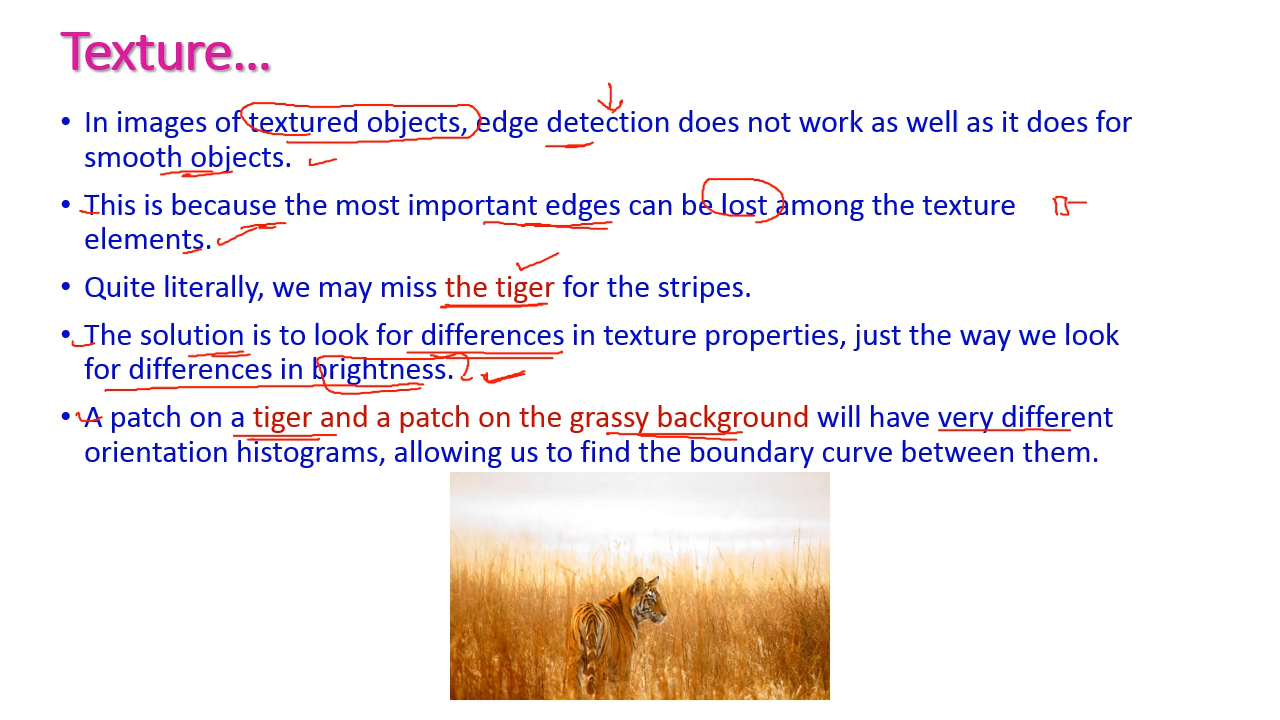 Texture...
• In images of textured objects, edge detection does not work as well as it does for
smooth objects.
• This is because the most important edges can be lost among the texture
elements.
• Quite literally, we may miss the tiger for the stripes.
• The solution is to look for differences in texture properties, just the way we look
for differences in brightness.
• A patch on a tiger and a patch on the grassy background will have very different
orientation histograms, allowing us to find the boundary curve between them.